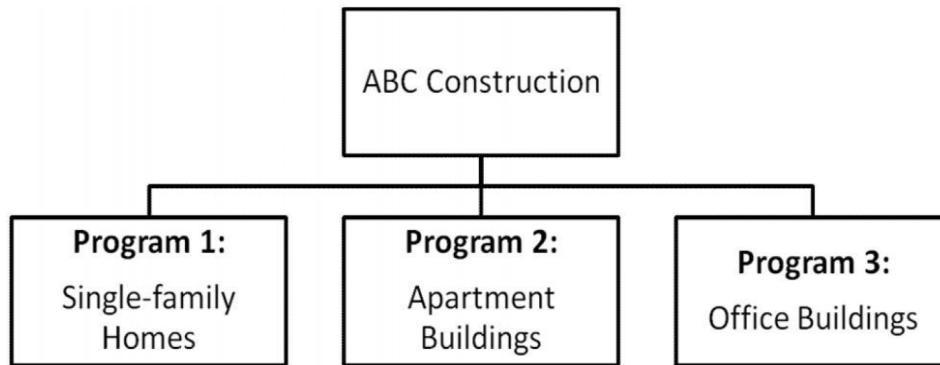 ABC Construction
Program 1:
Single-family
Homes
Program 2:
Apartment
Buildings
Program 3:
Office Buildings